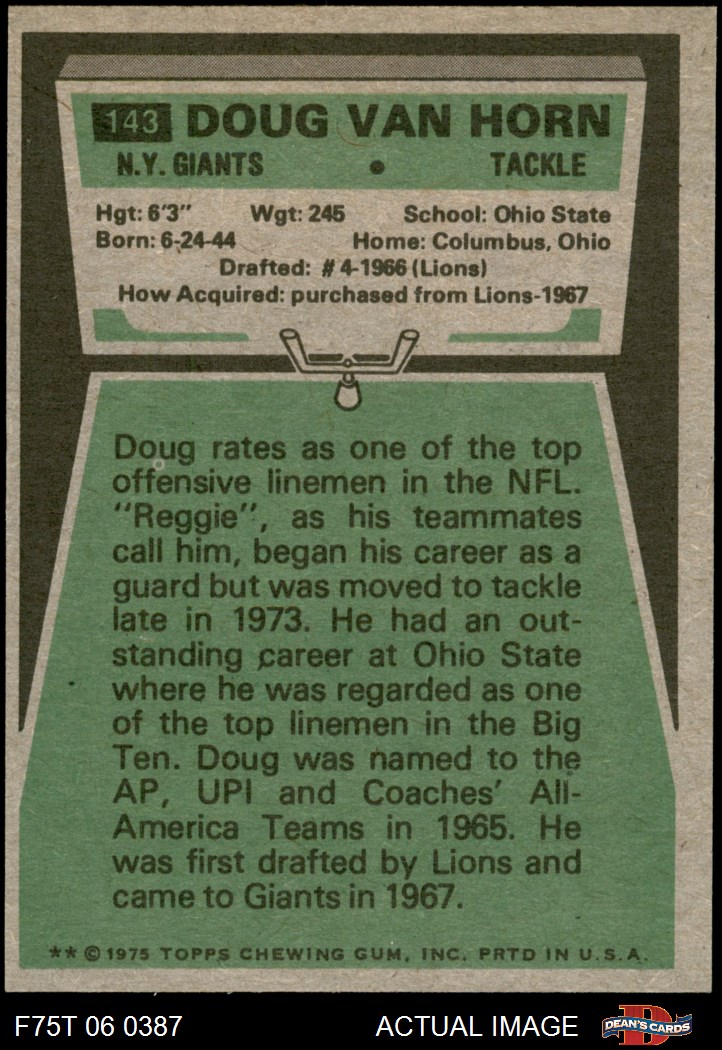 143 DOUG VAN HORN
N.Y. GIANTS • TACKLE
Hgt: 6'3" Wgt: 245 School: Ohio State
Born: 6-24-44 Home: Columbus, Ohio
Drafted: #4-1966 (Lions)
How Acquired: purchased from Lions-1967
Doug rates as one of the top
offensive linemen in the NFL.
"Reggie", as his teammates
call him, began his career as a
guard but was moved to tackle
late in 1973. He had an out-
standing career at Ohio State
where he was regarded as one
of the top linemen in the Big
Ten. Doug was named to the
AP, UPI and Coaches' All-
America Teams in 1965. He
was first drafted by Lions and
came to Giants in 1967.
** © 1975 TOPPS CHEWING GUM, INC. PRTD IN U.S.A.
F75T 06 0387 ACTUAL IMAGE D DEAN'S CARDS